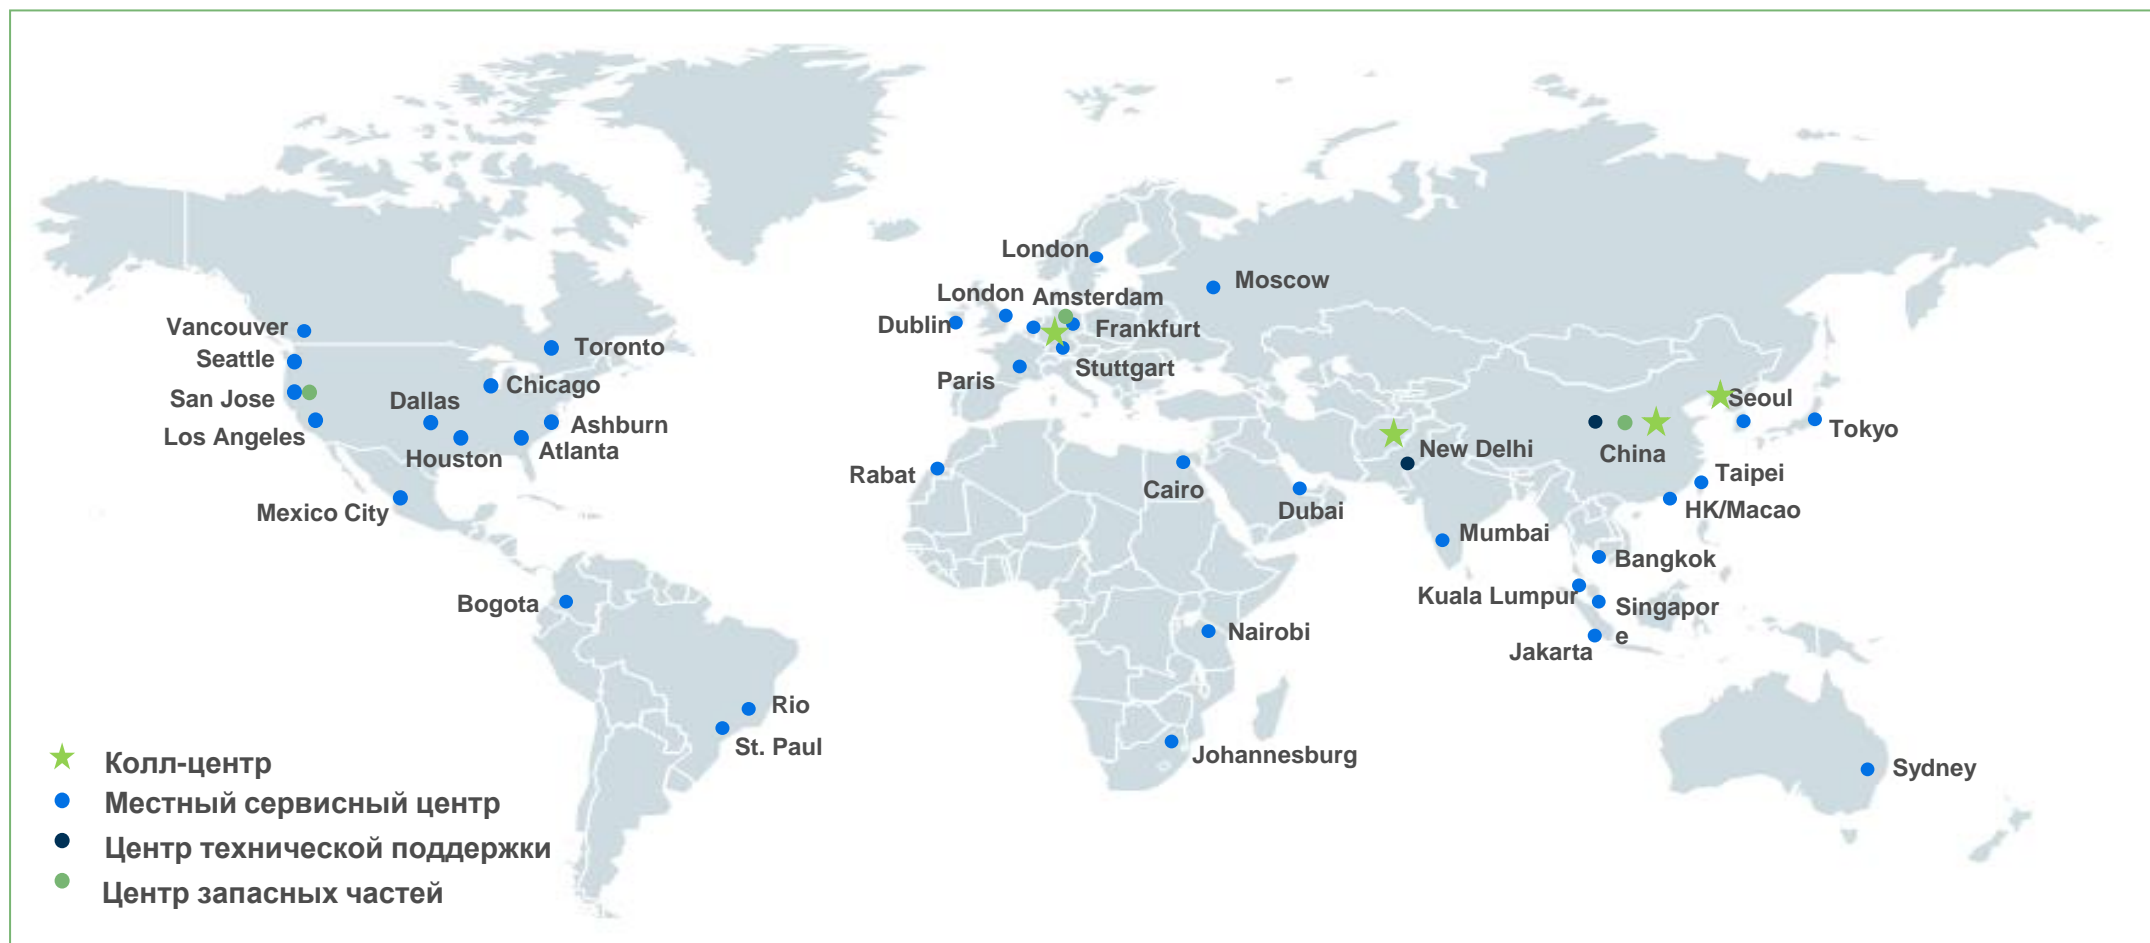 London
Moscow
London
Amsterdam
Dublin
Frankfurt
Vancouver
Toronto
Seattle
Stuttgart
Paris
Chicago
San Jose
Dallas
Seoul
Los Angeles
Ashburn
Tokyo
Houston
Atlanta
New Delhi
China
Rabat
Taipei
Cairo
Mexico City
Dubai
HK/Macao
Mumbai
Bangkok
Bogota
Kuala Lumpur
Singapor
e
Nairobi
Jakarta
Rio
St. Paul
Johannesburg
Sydney
Колл-центр
Местный сервисный центр
Центр технической поддержки
Центр запасных частей